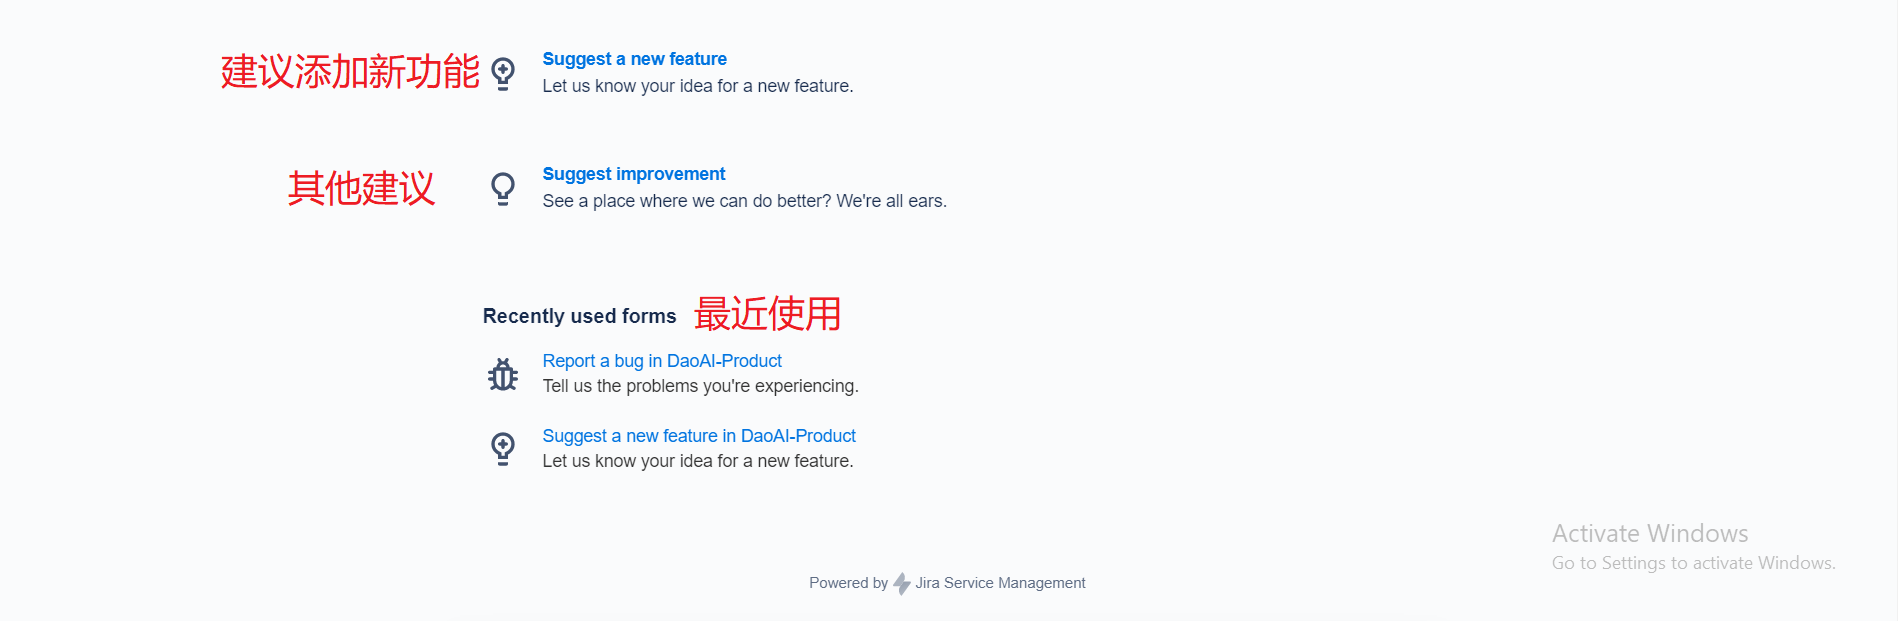 建议添加新功能
Suggest a new feature
Let us know your idea for a new feature.
其他建议
Suggest improvement
See a place where we can do better? We're all ears.
Recently used forms 最近使用
Report a bug in DaoAI-Product
Tell us the problems you're experiencing.
Suggest a new feature in DaoAI-Product
Let us know your idea for a new feature.
Activate Windows
Go to Settings to activate Windows.
Powered by Jira Service Management